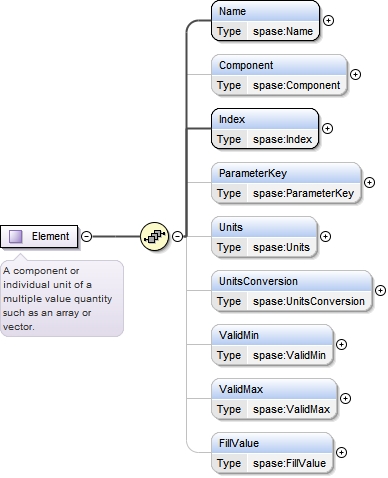 Name
Type spase:Name
Component
Type spase:Component
Index
Type spase:Index
ParameterKey
Type spase:ParameterKey
Units
Type spase:Units
UnitsConversion
Type spase:UnitsConversion
ValidMin
Type spase:ValidMin
ValidMax
Type spase:ValidMax
FillValue
Type spase:FillValue
Element
A component or
individual unit of a
multiple value quantity
such as an array or
vector.